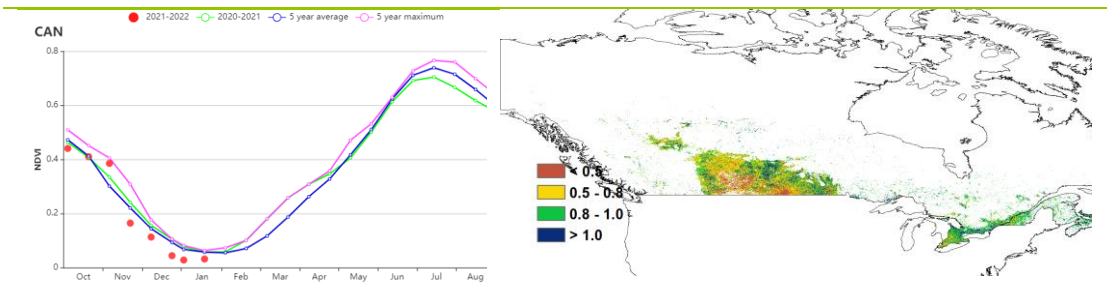 2021-2022 2020-2021 5 year average 5 year maximum
CAN
0.8
0.6
0.4
0.2
0
NDVI
Oct Nov Dec Jan Feb Mar Apr May Jun Jul Aug
< 0.5
0.5 - 0.8
0.8 - 1.0
> 1.0